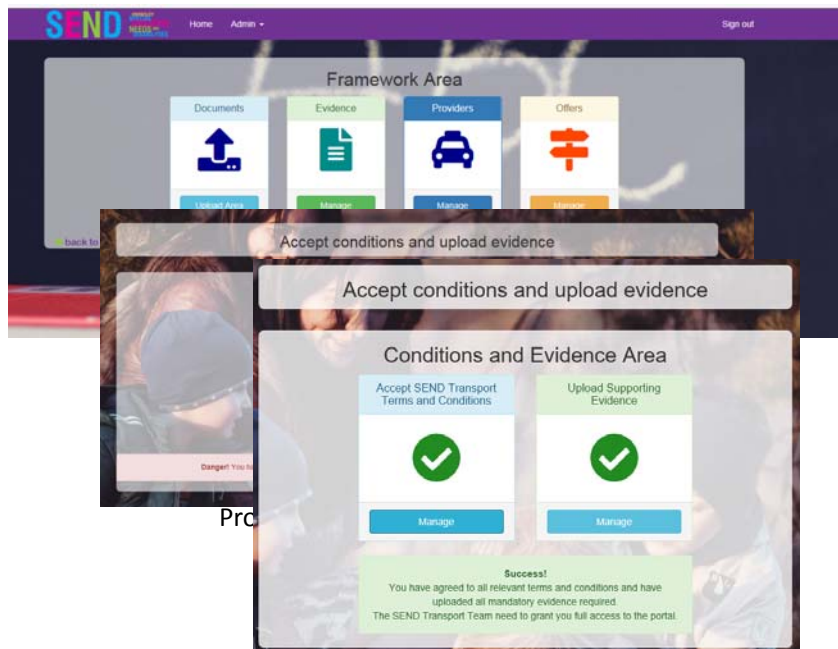 SEND
Home Admin Sign out
Framework Area
Documents Evidence Providers Offers
Upload Area Manage Manage Manage
back to
Accept conditions and upload evidence
Danger! You
Pro
Accept conditions and upload evidence
Conditions and Evidence Area
Accept SEND Transport
Terms and Conditions
Upload Supporting
Evidence
Manage Manage
Success!
You have agreed to all relevant terms and conditions and have
uploaded all mandatory evidence required.
The SEND Transport Team need to grant you full access to the portal.